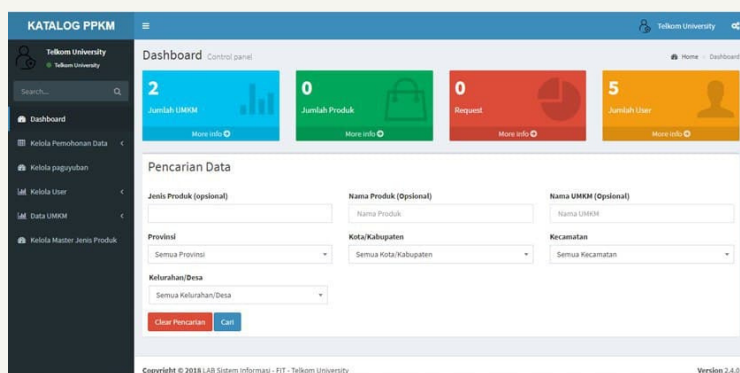 KATALOG PPKM
Telkom University
Telkom University
Telkom University
Search...
Dashboard
Kelola Permohonan Data
Kelola paguyuban
Kelola User
Data UMKM
Kelola Master Jenis Produk
Dashboard Control panel
Home Dashboard
2
Jumlah UMKM
More info
0
Jumlah Produk
More info
0
Request
More info
5
Jumlah User
More info
Pencarian Data
Jenis Produk (opsional)
Nama Produk (Opsional)
Nama Produk
Nama UMKM (Opsional)
Nama UMKM
Provinsi
Semua Provinsi
Kota/Kabupaten
Semua Kota/Kabupaten
Kecamatan
Semua Kecamatan
Kelurahan/Desa
Semua Kelurahan/Desa
Clear Pencarian
Cari
Copyright © 2018 LAB Sistem Informasi - FIT - Telkom University
Version 2.4.0